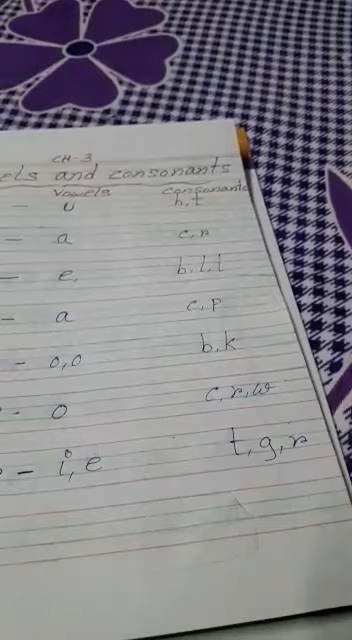 CH-3
els and consonants
vowels consonants
- u h,t
- a c,n
- e, b,l,l
- a c,p
- o,o b,k
- o c,r,w
- i,e t,g,r